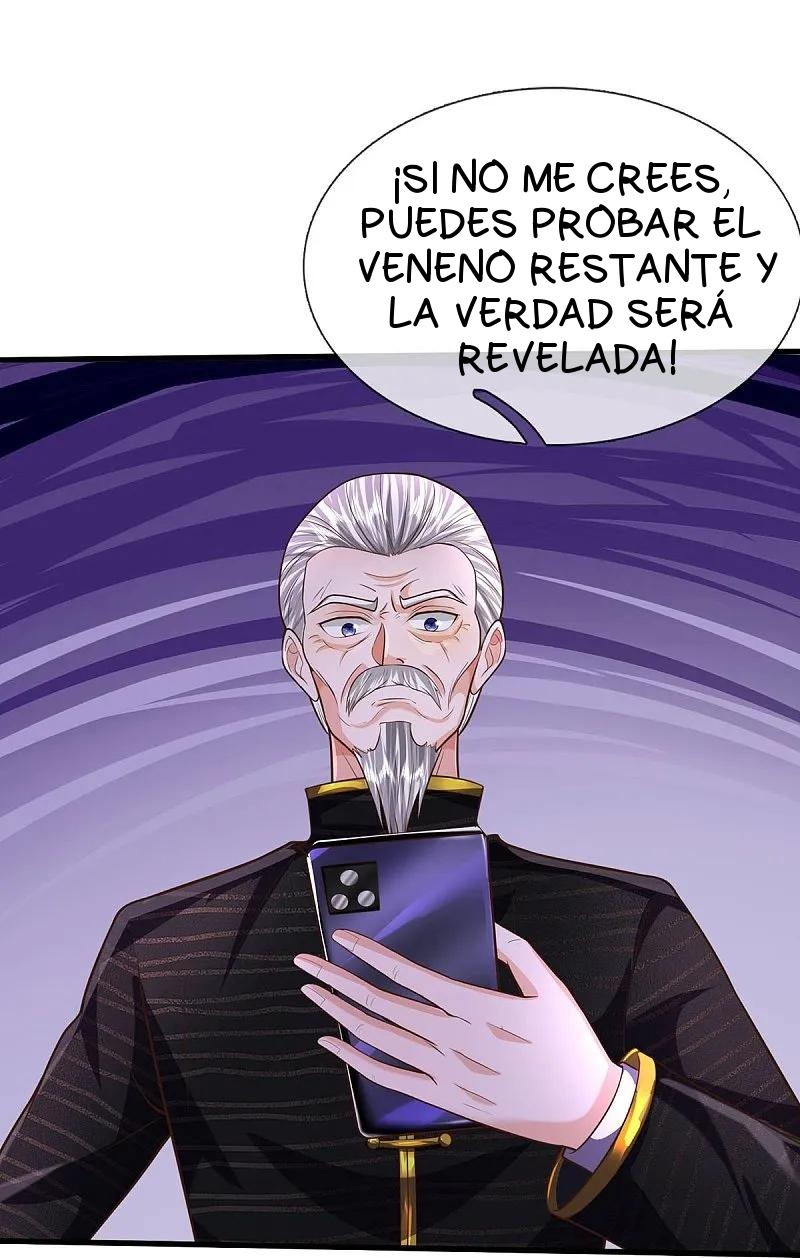 ¡SI NO ME CREES,
PUEDES PROBAR EL
VENENO RESTANTE Y
LA VERDAD SERÁ
REVELADA!